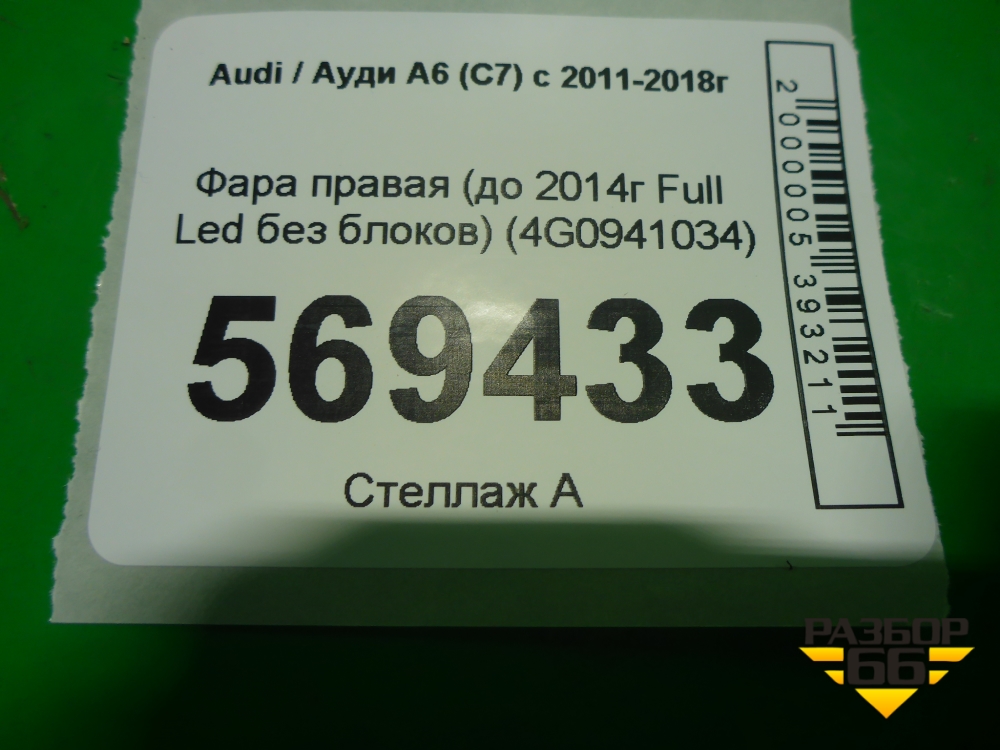 Audi / Ауди А6 (С7) с 2011-2018г
Фара правая (до 2014г Full
Led без блоков) (4G0941034)
569433
Стеллаж А
2000005393211
РАЗБОР
66